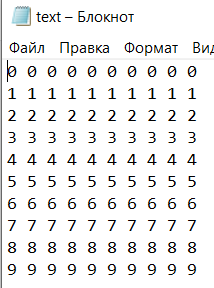 text – Блокнот
Файл Правка Формат Ви
0 0 0 0 0 0 0 0 0 0
1 1 1 1 1 1 1 1 1 1
2 2 2 2 2 2 2 2 2 2
3 3 3 3 3 3 3 3 3 3
4 4 4 4 4 4 4 4 4 4
5 5 5 5 5 5 5 5 5 5
6 6 6 6 6 6 6 6 6 6
7 7 7 7 7 7 7 7 7 7
8 8 8 8 8 8 8 8 8 8
9 9 9 9 9 9 9 9 9 9